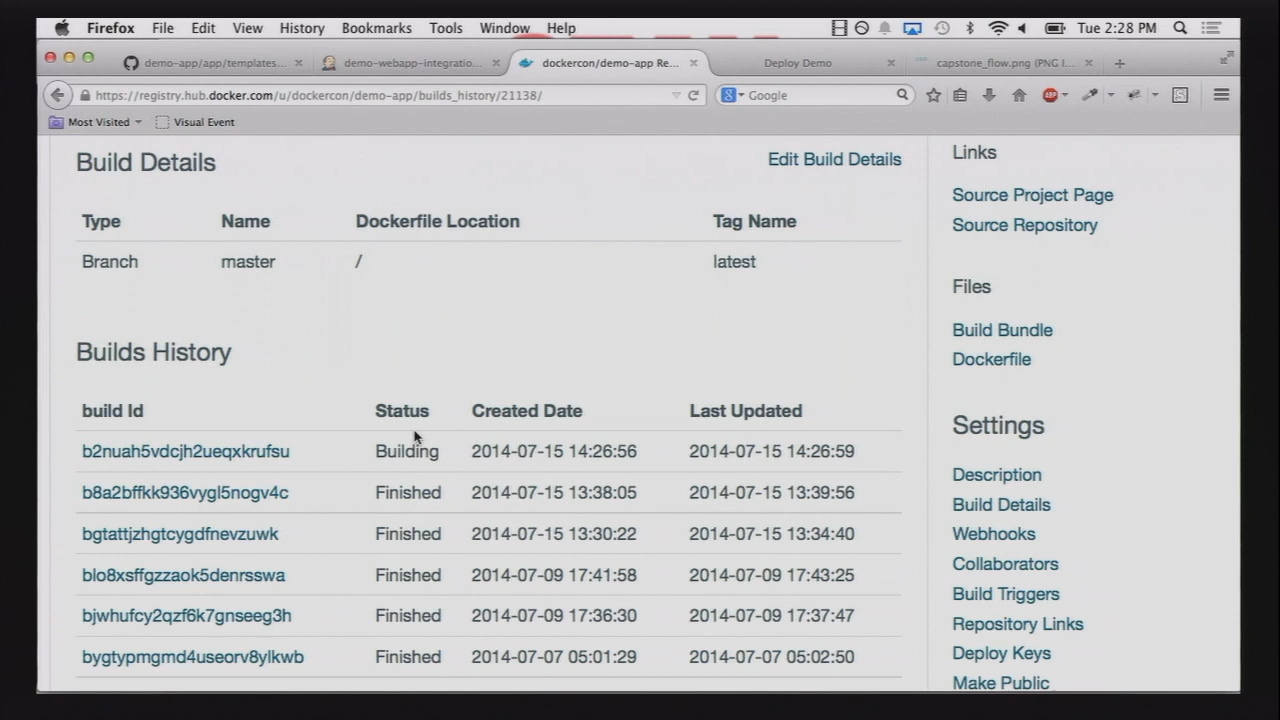 Firefox File Edit View History Bookmarks Tools Window Help Tue 2:28 PM
demo-app/app/templates... demo-webapp-integratio... dockercon/demo-app Re... Deploy Demo capstone_flow.png (PNG I...
https://registry.hub.docker.com/u/dockercon/demo-app/builds_history/21138/ Google
Most Visited Visual Event
Build Details
Edit Build Details
Type Name Dockerfile Location Tag Name
Branch master / latest
Builds History
build Id Status Created Date Last Updated
b2nuah5vdcjh2ueqxkrufsu Building 2014-07-15 14:26:56 2014-07-15 14:26:59
b8a2bffkk936vygl5nogv4c Finished 2014-07-15 13:38:05 2014-07-15 13:39:56
bgtattjzhgtcygdfnevzuwk Finished 2014-07-15 13:30:22 2014-07-15 13:34:40
blo8xsffgzzaok5denrsswa Finished 2014-07-09 17:41:58 2014-07-09 17:43:25
bjwhufcy2qzf6k7gnseeg3h Finished 2014-07-09 17:36:30 2014-07-09 17:37:47
bygtypmgmd4useorv8ylkwb Finished 2014-07-07 05:01:29 2014-07-07 05:02:50
Links
Source Project Page
Source Repository
Files
Build Bundle
Dockerfile
Settings
Description
Build Details
Webhooks
Collaborators
Build Triggers
Repository Links
Deploy Keys
Make Public